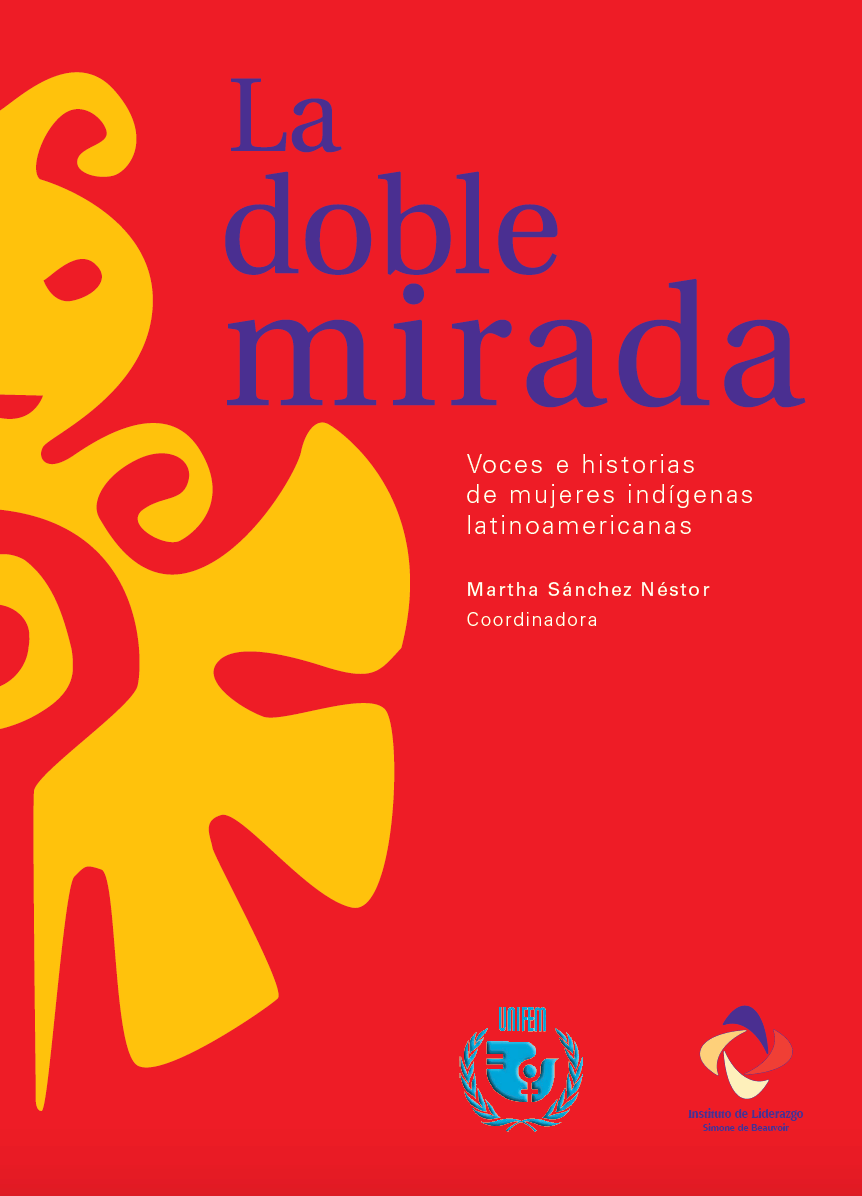 La
doble
mirada
Voces e historias
de mujeres indígenas
latinoamericanas
Martha Sánchez Néstor
Coordinadora
UNIFEM
Instituto de Liderazgo
Simone de Beauvoir